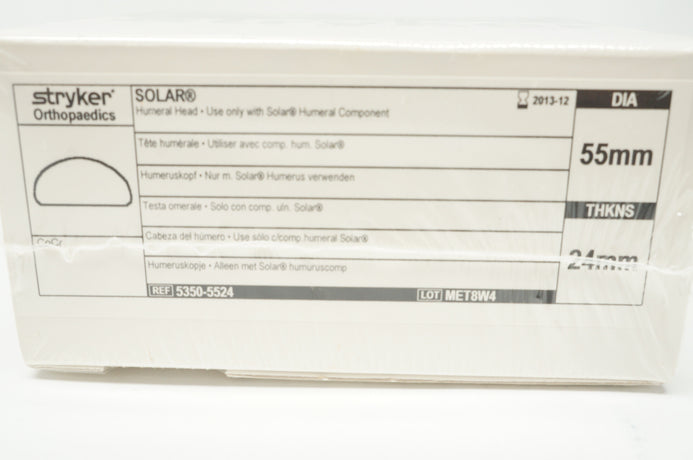 stryker®
Orthopaedics
SOLAR®
Humeral Head • Use only with Solar® Humeral Component
2013-12
Tête humérale • Utiliser avec comp. hum. Solar®
Humeruskopf • Nur m. Solar® Humerus verwenden
Testa omerale • Solo con comp. uln. Solar®
Cabeza del húmero • Use sólo c/comp.humeral Solar®
Humeruskopje • Alleen met Solar® humuruscomp
CoCr
REF 5350-5524
LOT MET8W4
DIA
55mm
THKNS
24mm